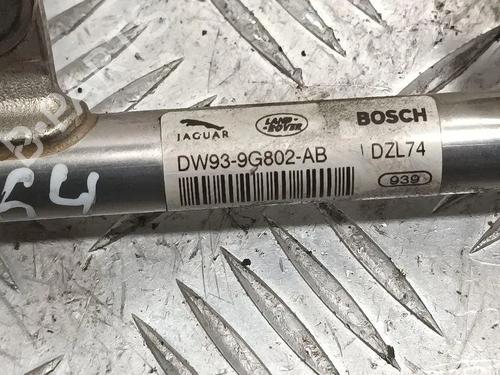 JAGUAR LAND ROVER BOSCH
DW93-9G802-AB DZL74
939